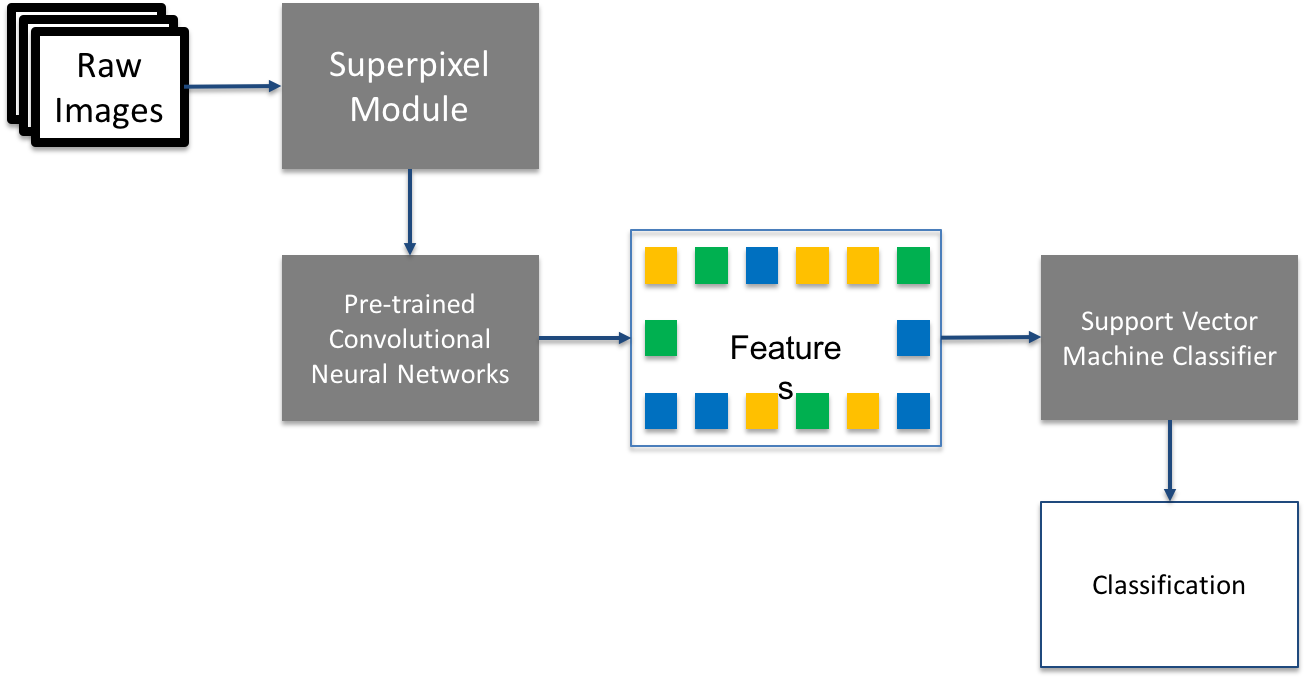 Raw
Images
Superpixel
Module
Pre-trained
Convolutional
Neural Networks
Feature
s
Support Vector
Machine Classifier
Classification